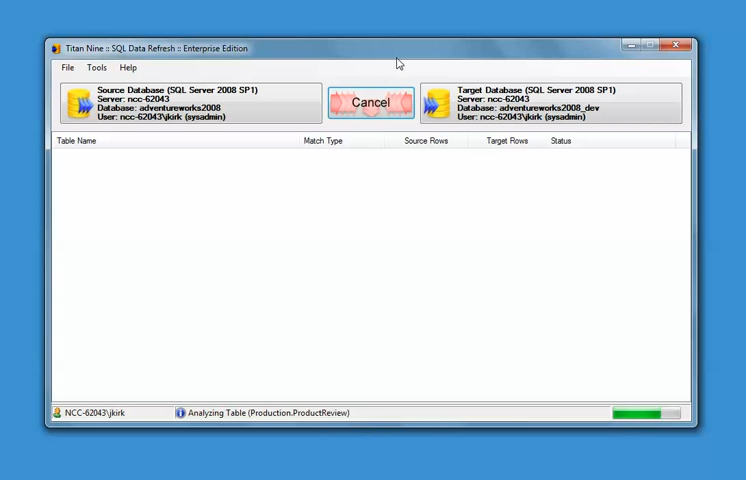 Titan Nine :: SQL Data Refresh :: Enterprise Edition
File Tools Help
Source Database (SQL Server 2008 SP1)
Server: ncc-62043
Database: adventureworks2008
User: ncc-62043\jkirk (sysadmin)
Cancel
Target Database (SQL Server 2008 SP1)
Server: ncc-62043
Database: adventureworks2008_dev
User: ncc-62043\jkirk (sysadmin)
Table Name Match Type Source Rows Target Rows Status
NCC-62043\jkirk Analyzing Table (Production.ProductReview)